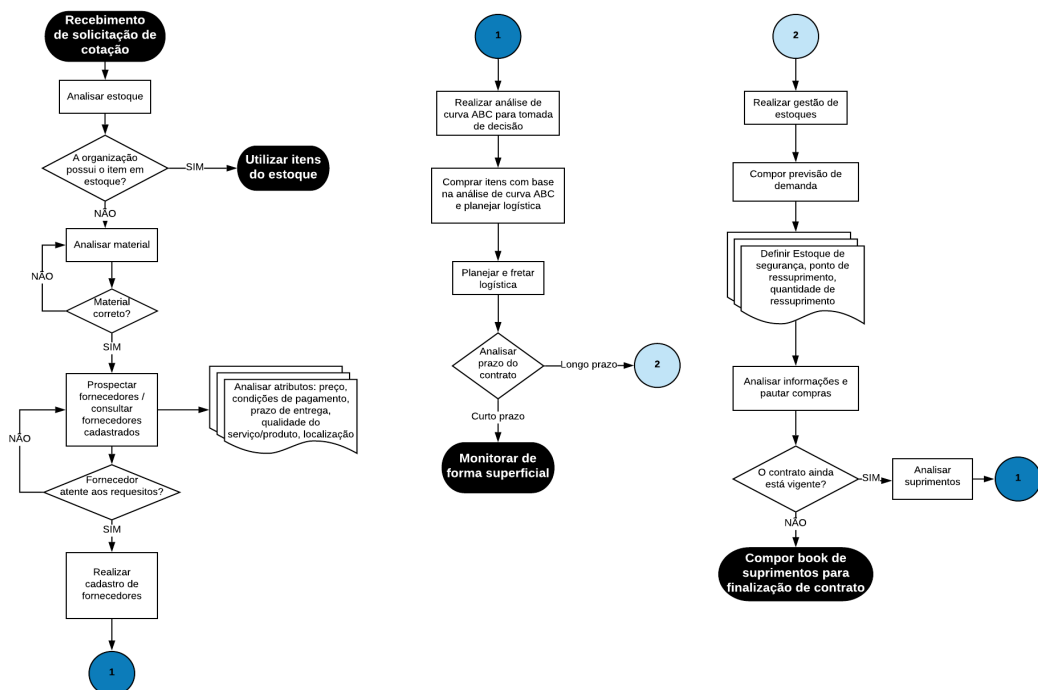 Recebimento
de solicitação de
cotação
Analisar estoque
A organização
possui o item em
estoque?
SIM
Utilizar itens
do estoque
NÃO
Analisar material
NÃO
Material
correto?
SIM
Prospectar
fornecedores /
consultar
fornecedores
cadastrados
Analisar atributos: preço,
condições de pagamento,
prazo de entrega,
qualidade do
serviço/produto, localização
NÃO
Fornecedor
atente aos requesitos?
SIM
Realizar
cadastro de
fornecedores
1
1
Realizar análise de
curva ABC para tomada
de decisão
Comprar itens com base
na análise de curva ABC
e planejar logística
Planejar e fretar
logística
Analisar
prazo do
contrato
Longo prazo
2
Curto prazo
Monitorar de
forma superficial
2
Realizar gestão de
estoques
Compor previsão de
demanda
Definir Estoque de
segurança, ponto de
ressuprimento,
quantidade de
ressuprimento
Analisar informações e
pautar compras
O contrato ainda
está vigente?
SIM
Analisar
suprimentos
1
NÃO
Compor book de
suprimentos para
finalização de contrato